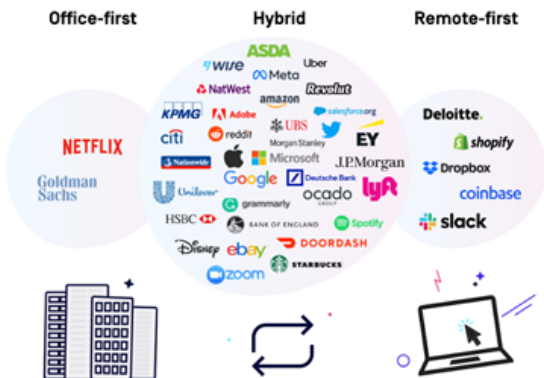 Office-first
Hybrid
Remote-first
NETFLIX
Goldman
Sachs
ASDA
wise
Uber
Meta
NatWest
Revolut
amazon
KPMG
Adobe
salesforce.org
citi
reddit
UBS
EY
Morgan Stanley
Nationwide
Microsoft
J.P.Morgan
Google
Deutsche Bank
Unilever
ocado
GROUP
lyft
grammarly
HSBC
BANK OF ENGLAND
Spotify
Disney
ebay
DOORDASH
STARBUCKS
zoom
Deloitte.
shopify
Dropbox
coinbase
slack